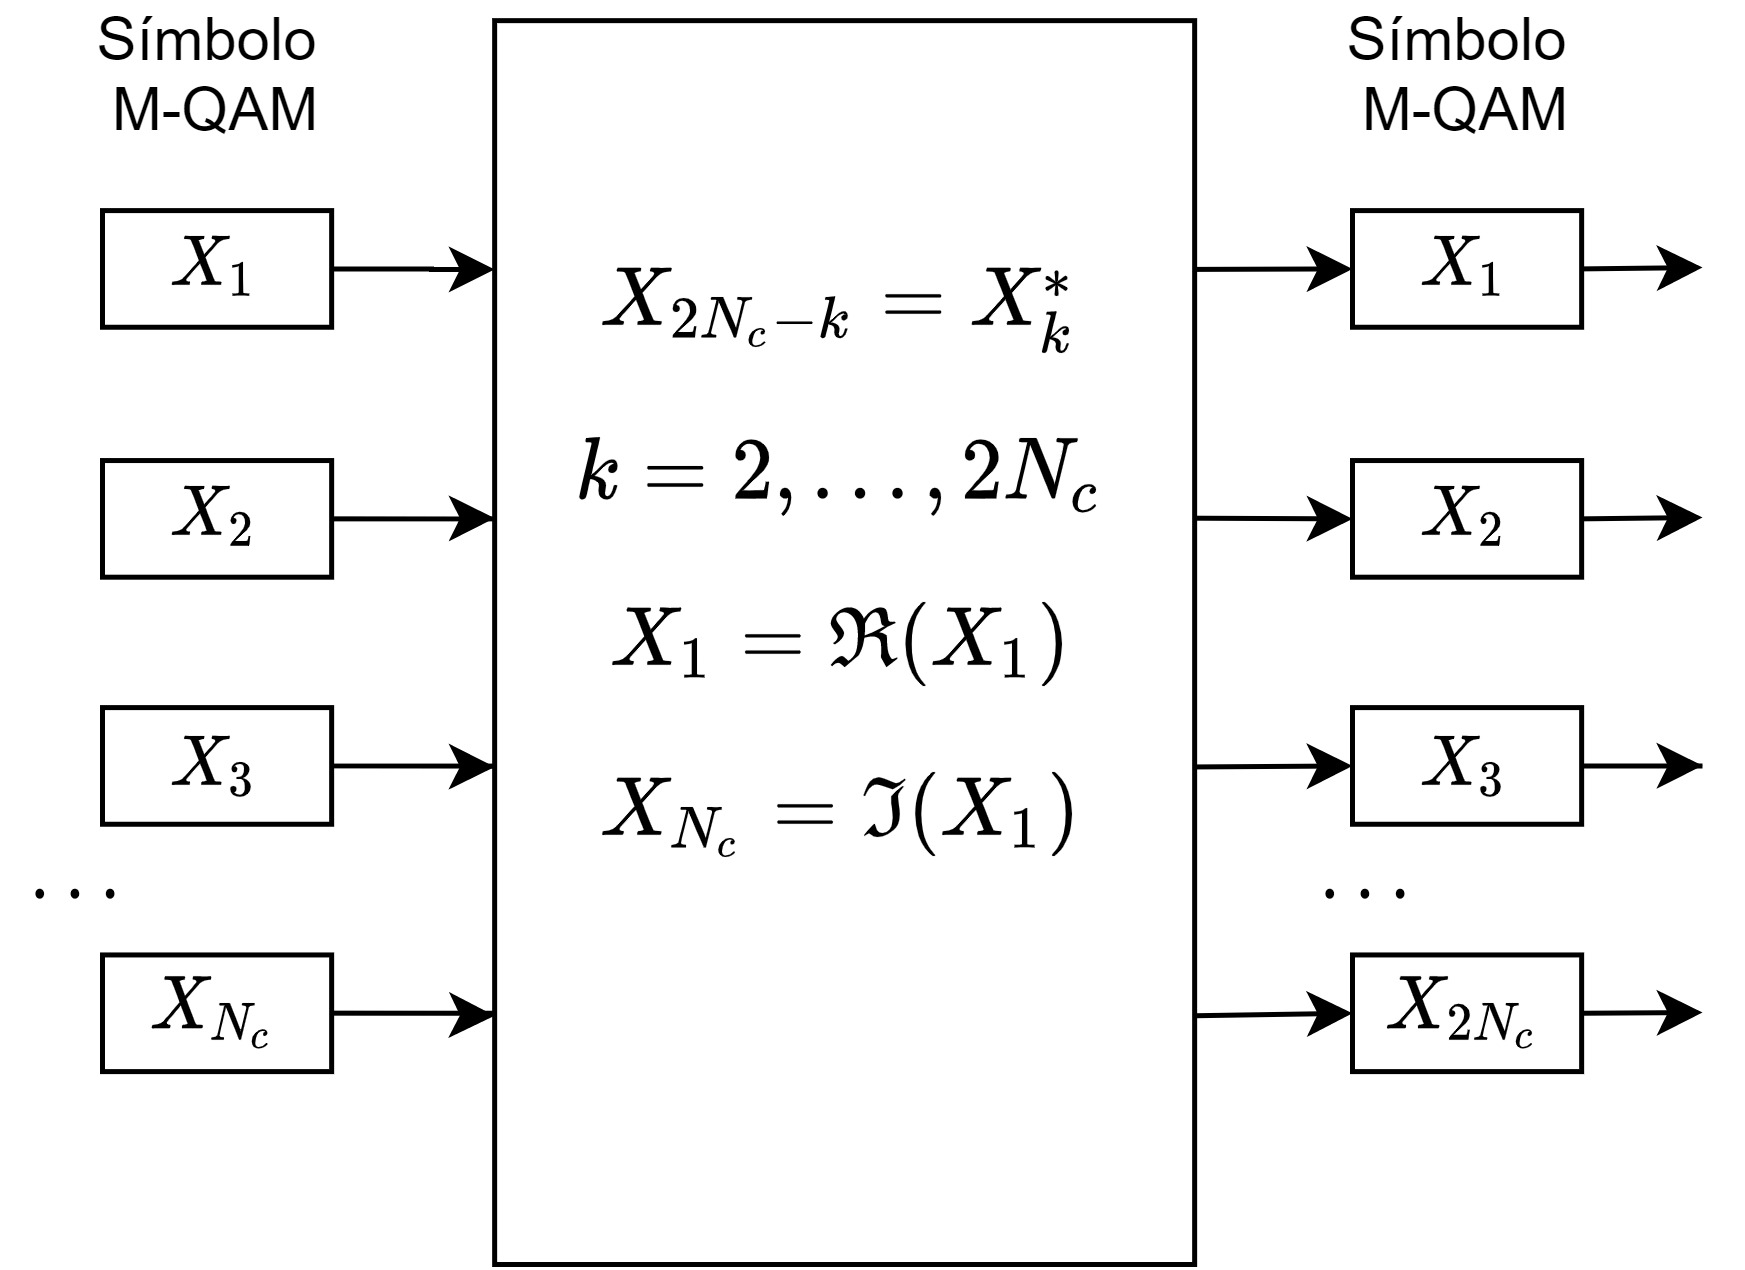 Símbolo
M-QAM
X_1
X_2
X_3
...
X_{N_c}
X_{2N_c-k} = X_k^*
k = 2, ..., 2N_c
X_1 = ℜ(X_1)
X_{N_c} = ℑ(X_1)
Símbolo
M-QAM
X_1
X_2
X_3
...
X_{2N_c}